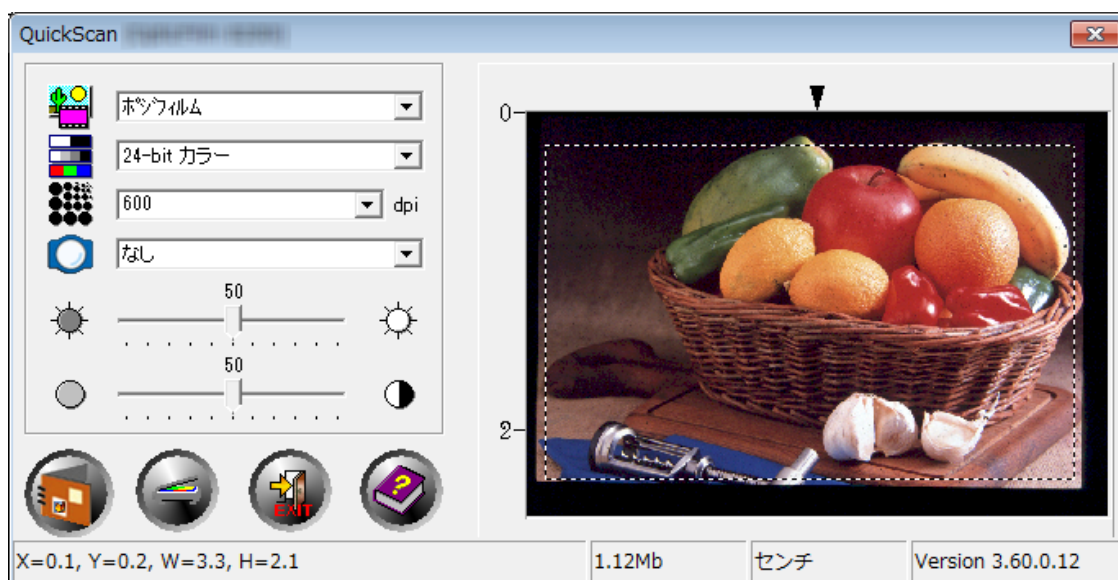 QuickScan
ポジフィルム
24-bit カラー
600 dpi
なし
50
50
EXIT
?
0
2
X=0.1, Y=0.2, W=3.3, H=2.1
1.12Mb
センチ
Version 3.60.0.12